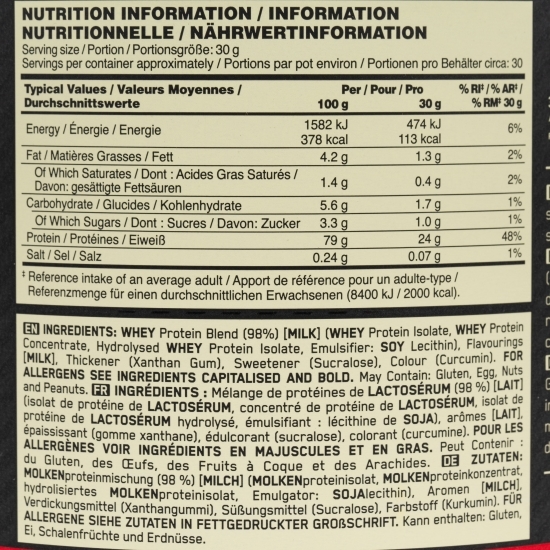 NUTRITION INFORMATION / INFORMATION
NUTRITIONNELLE / NÄHRWERTINFORMATION
Serving size / Portion / Portionsgröße: 30 g
Servings per container approximately / Portions par pot environ / Portionen pro Behälter circa: 30
Typical Values / Valeurs Moyennes / Per / Pour / Pro % RI‡ / % AR‡ /
Durchschnittswerte 100 g 30 g % RM‡ 30 g
Energy / Énergie / Energie 1582 kJ 474 kJ 6%
378 kcal 113 kcal
Fat / Matières Grasses / Fett 4.2 g 1.3 g 2%
Of Which Saturates / Dont : Acides Gras Saturés /
Davon: gesättigte Fettsäuren 1.4 g 0.4 g 2%
Carbohydrate / Glucides / Kohlenhydrate 5.6 g 1.7 g 1%
Of Which Sugars / Dont : Sucres / Davon: Zucker 3.3 g 1.0 g 1%
Protein / Protéines / Eiweiß 79 g 24 g 48%
Salt / Sel / Salz 0.24 g 0.07 g 1%
‡ Reference intake of an average adult / Apport de référence pour un adulte-type /
Referenzmenge für einen durchschnittlichen Erwachsenen (8400 kJ / 2000 kcal).
EN INGREDIENTS: WHEY Protein Blend (98%) [MILK] (WHEY Protein Isolate, WHEY Protein
Concentrate, Hydrolysed WHEY Protein Isolate, Emulsifier: SOY Lecithin), Flavourings
[MILK], Thickener (Xanthan Gum), Sweetener (Sucralose), Colour (Curcumin). FOR
ALLERGENS SEE INGREDIENTS CAPITALISED AND BOLD. May Contain: Gluten, Egg, Nuts
and Peanuts. FR INGRÉDIENTS : Mélange de protéines de LACTOSÉRUM (98 %) [LAIT]
(isolat de protéine de LACTOSÉRUM, concentré de protéine de LACTOSÉRUM, isolat de
protéine de LACTOSÉRUM hydrolysé, émulsifiant : lécithine de SOJA), arômes [LAIT],
épaississant (gomme xanthane), édulcorant (sucralose), colorant (curcumine). POUR LES
ALLERGÈNES VOIR INGRÉDIENTS EN MAJUSCULES ET EN GRAS. Peut Contenir :
du Gluten, des Œufs, des Fruits à Coque et des Arachides. DE ZUTATEN:
MOLKENproteinmischung (98 %) [MILCH] (MOLKENproteinisolat, MOLKENproteinkonzentrat,
hydrolisiertes MOLKENproteinisolat, Emulgator: SOJAlecithin), Aromen [MILCH],
Verdickungsmittel (Xanthangummi), Süßungsmittel (Sucralose), Farbstoff (Kurkumin). FÜR
ALLERGENE SIEHE ZUTATEN IN FETTGEDRUCKTER GROẞSCHRIFT. Kann enthalten: Gluten,
Ei, Schalenfrüchte und Erdnüsse.